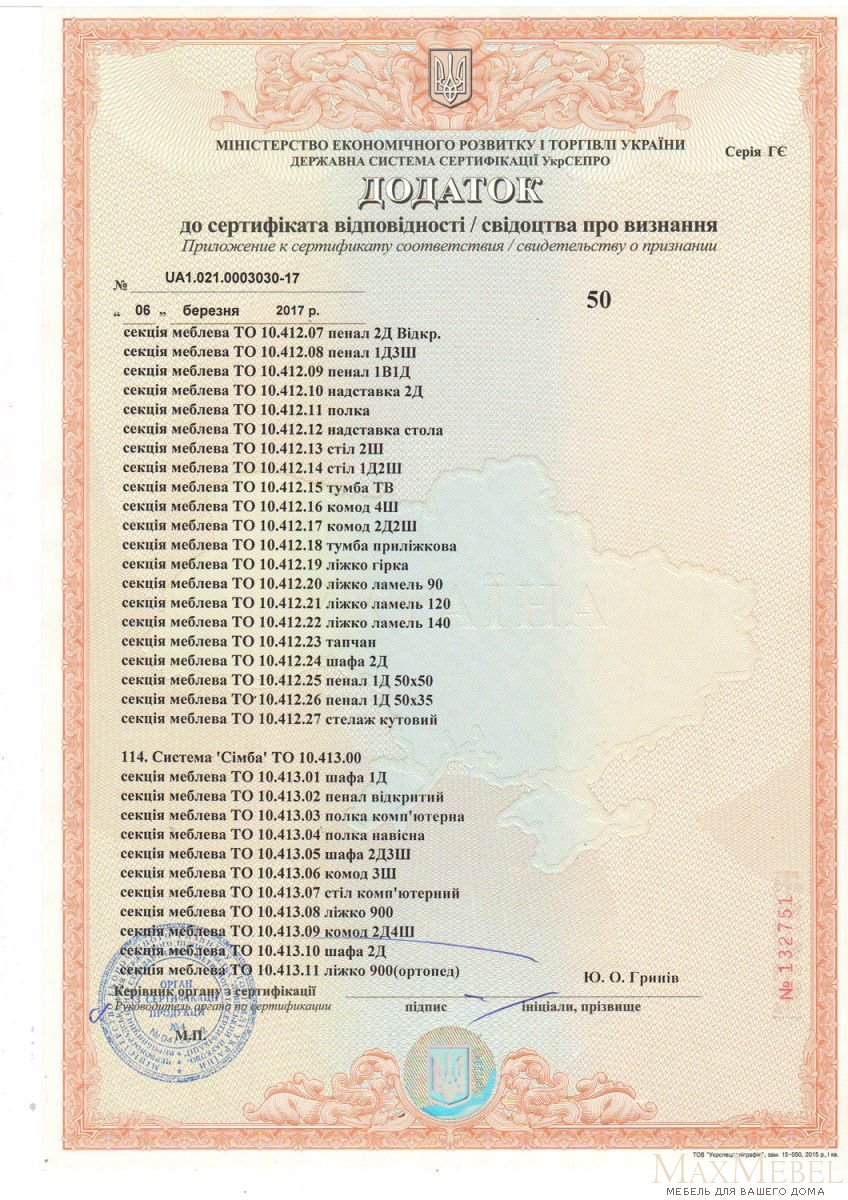 МІНІСТЕРСТВО ЕКОНОМІЧНОГО РОЗВИТКУ І ТОРГІВЛІ УКРАЇНИ
Серія ГЄ
ДЕРЖАВНА СИСТЕМА СЕРТИФІКАЦІЇ УкрСЕПРО
ДОДАТОК
до сертифіката відповідності / свідоцтва про визнання
Приложение к сертификату соответствия / свидетельству о признании
№ UA1.021.0003030-17
50
„ 06 „ березня 2017 р.
секція меблева ТО 10.412.07 пенал 2Д Відкр.
секція меблева ТО 10.412.08 пенал 1Д3Ш
секція меблева ТО 10.412.09 пенал 1В1Д
секція меблева ТО 10.412.10 надставка 2Д
секція меблева ТО 10.412.11 полка
секція меблева ТО 10.412.12 надставка стола
секція меблева ТО 10.412.13 стіл 2Ш
секція меблева ТО 10.412.14 стіл 1Д2Ш
секція меблева ТО 10.412.15 тумба ТВ
секція меблева ТО 10.412.16 комод 4Ш
секція меблева ТО 10.412.17 комод 2Д2Ш
секція меблева ТО 10.412.18 тумба приліжкова
секція меблева ТО 10.412.19 ліжко гірка
секція меблева ТО 10.412.20 ліжко ламель 90
секція меблева ТО 10.412.21 ліжко ламель 120
секція меблева ТО 10.412.22 ліжко ламель 140
секція меблева ТО 10.412.23 тапчан
секція меблева ТО 10.412.24 шафа 2Д
секція меблева ТО 10.412.25 пенал 1Д 50х50
секція меблева ТО 10.412.26 пенал 1Д 50х35
секція меблева ТО 10.412.27 стелаж кутовий
114. Система 'Сімба' ТО 10.413.00
секція меблева ТО 10.413.01 шафа 1Д
секція меблева ТО 10.413.02 пенал відкритий
секція меблева ТО 10.413.03 полка комп'ютерна
секція меблева ТО 10.413.04 полка навісна
секція меблева ТО 10.413.05 шафа 2Д3Ш
секція меблева ТО 10.413.06 комод 3Ш
секція меблева ТО 10.413.07 стіл комп'ютерний
секція меблева ТО 10.413.08 ліжко 900
секція меблева ТО 10.413.09 комод 2Д4Ш
секція меблева ТО 10.413.10 шафа 2Д
секція меблева ТО 10.413.11 ліжко 900(ортопед)
Ю. О. Гринів
Керівник органу з сертифікації
Руководитель органа по сертификации
підпис
ініціали, прізвище
ОРГАН
З СЕРТИФІКАЦІЇ
ПРОДУКЦІЇ
№1
М.П.
№ 132751
ТОВ "Укрспецполіграфія", зам. 15-050, 2015 р., І кв.
MAXMEBEL
МЕБЕЛЬ ДЛЯ ВАШЕГО ДОМА